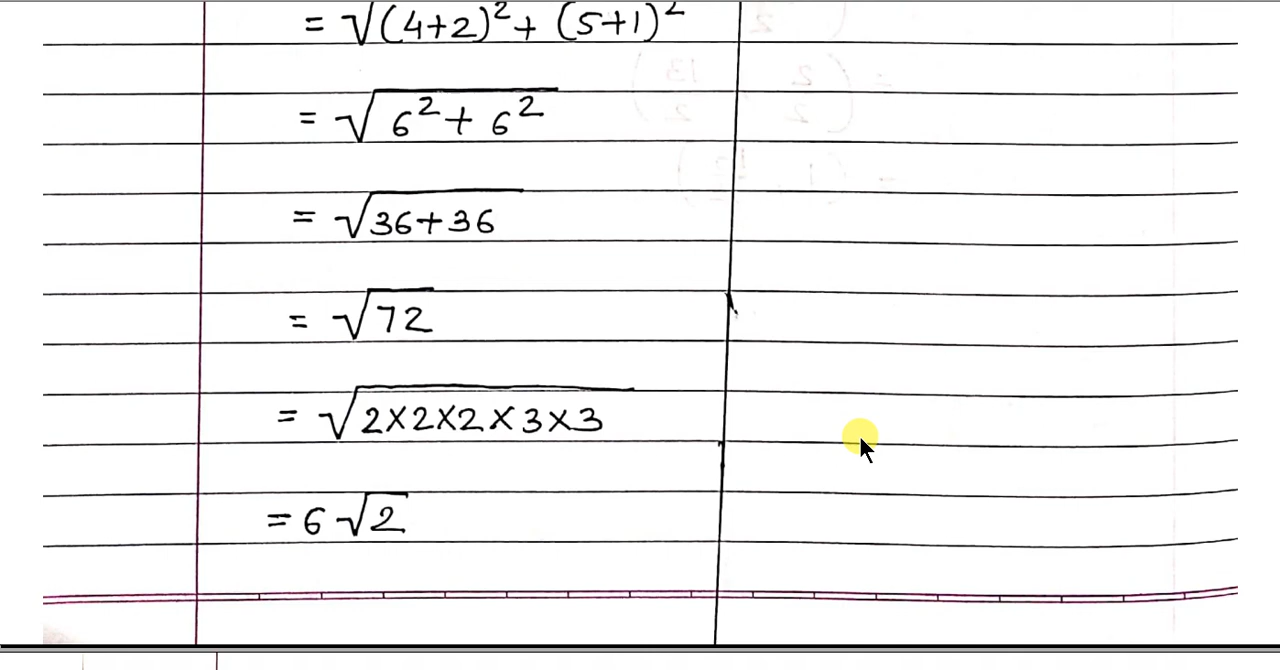 = √(4+2)²+ (5+1)²
= √6²+ 6²
= √36+36
= √72
= √2×2×2×3×3
= 6√2